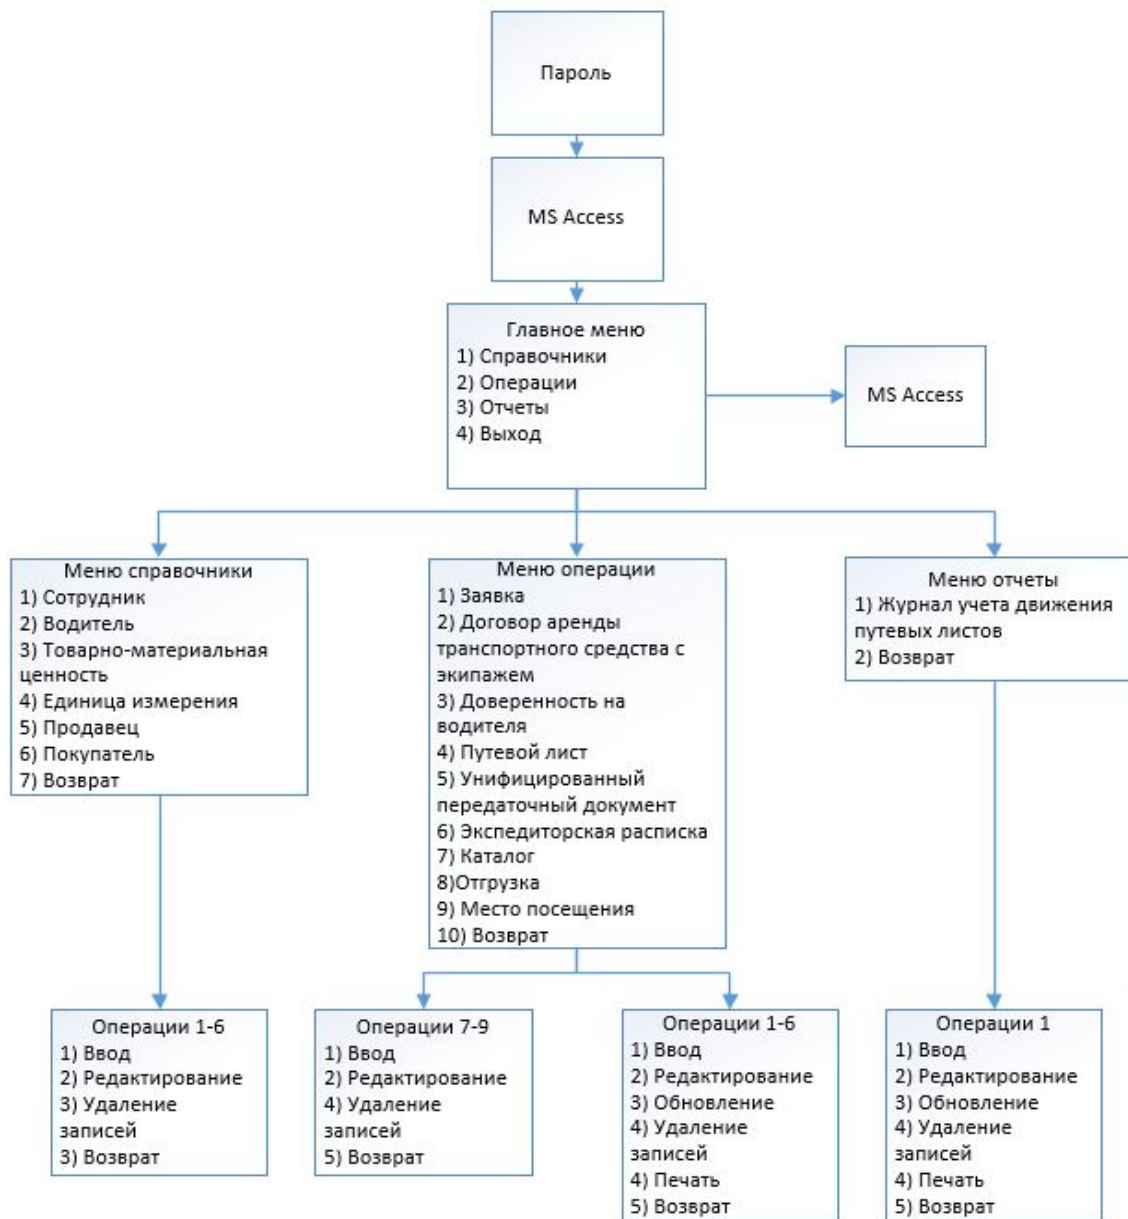 Пароль
MS Access
Главное меню
1) Справочники
2) Операции
3) Отчеты
4) Выход
MS Access
Меню справочники
1) Сотрудник
2) Водитель
3) Товарно-материальная
ценность
4) Единица измерения
5) Продавец
6) Покупатель
7) Возврат
Меню операции
1) Заявка
2) Договор аренды
транспортного средства с
экипажем
3) Доверенность на
водителя
4) Путевой лист
5) Унифицированный
передаточный документ
6) Экспедиторская расписка
7) Каталог
8)Отгрузка
9) Место посещения
10) Возврат
Меню отчеты
1) Журнал учета движения
путевых листов
2) Возврат
Операции 1-6
1) Ввод
2) Редактирование
3) Удаление
записей
3) Возврат
Операции 7-9
1) Ввод
2) Редактирование
4) Удаление
записей
5) Возврат
Операции 1-6
1) Ввод
2) Редактирование
3) Обновление
4) Удаление
записей
4) Печать
5) Возврат
Операции 1
1) Ввод
2) Редактирование
3) Обновление
4) Удаление
записей
4) Печать
5) Возврат